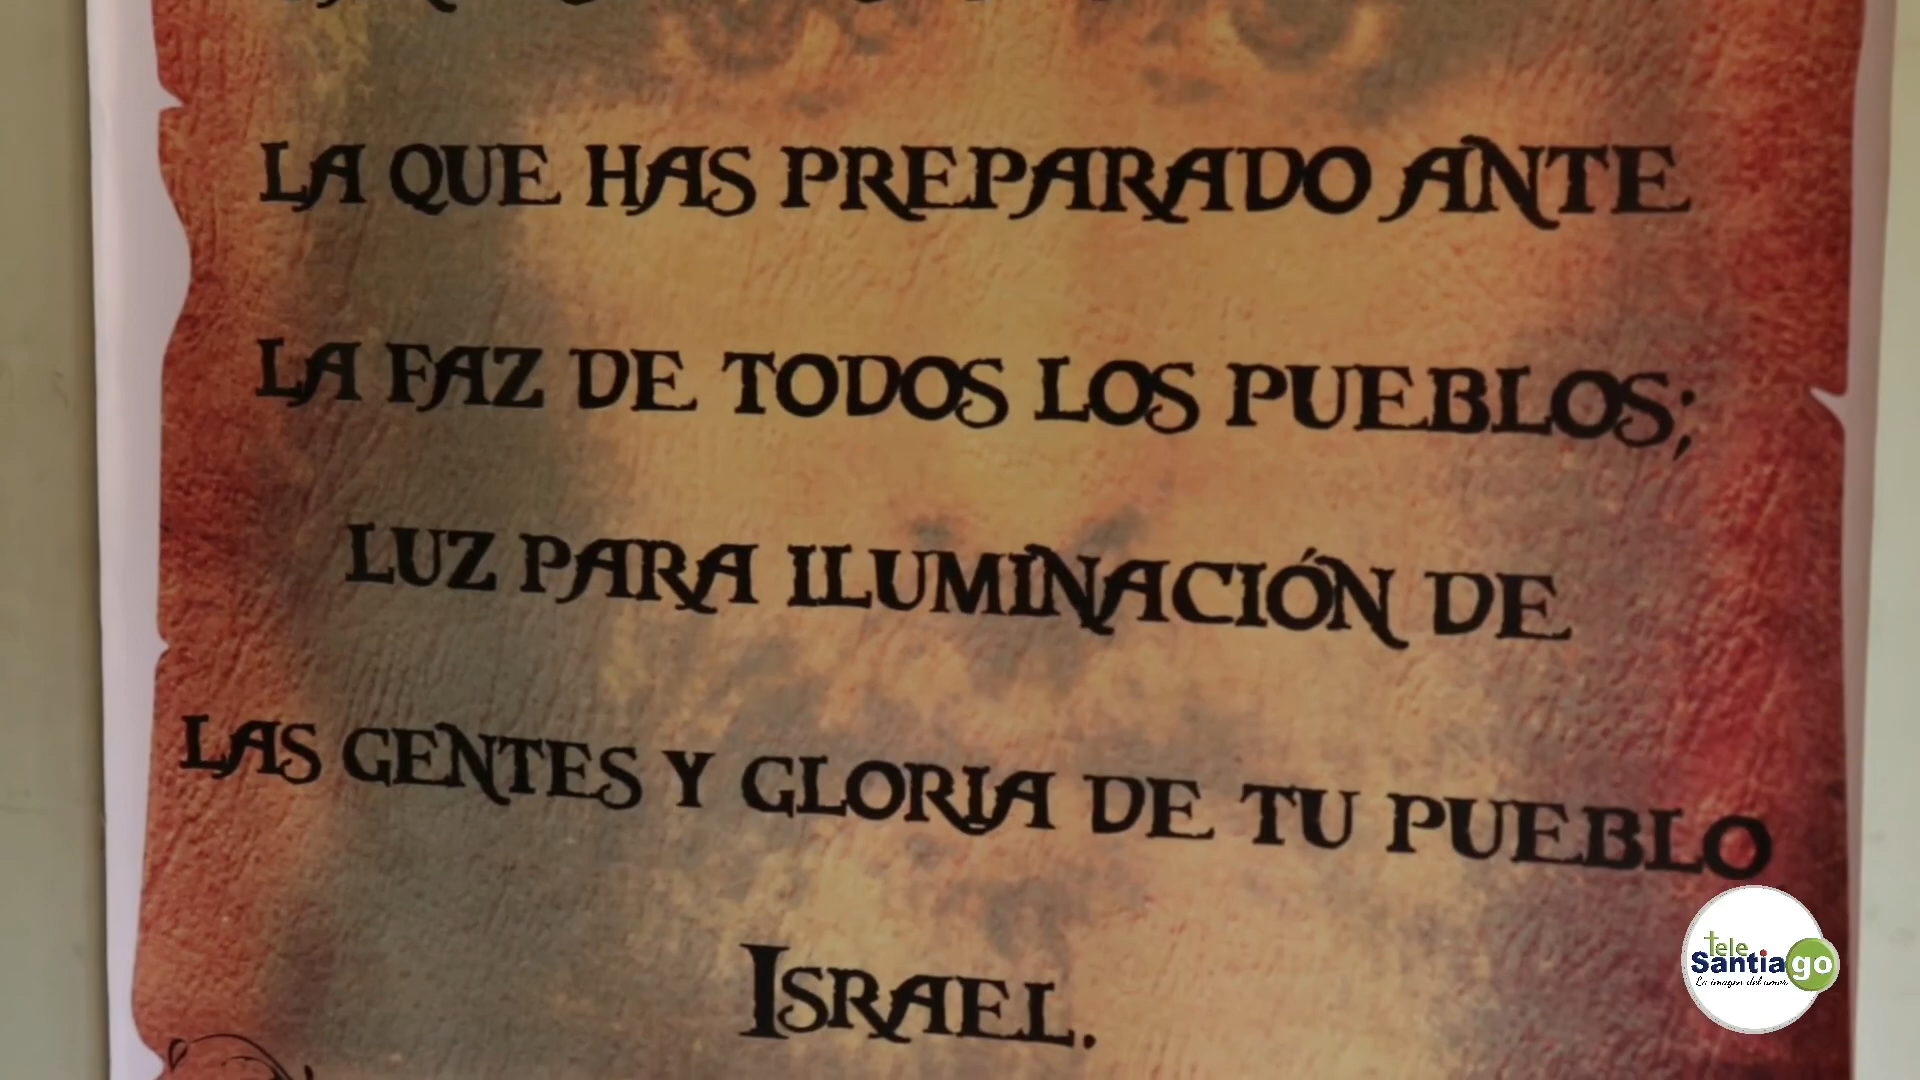 LA QUE HAS PREPARADO ANTE
LA FAZ DE TODOS LOS PUEBLOS;
LUZ PARA ILUMINACIÓN DE
LAS GENTES Y GLORIA DE TU PUEBLO
ISRAEL.
tele
Santiago
La imagen del amor